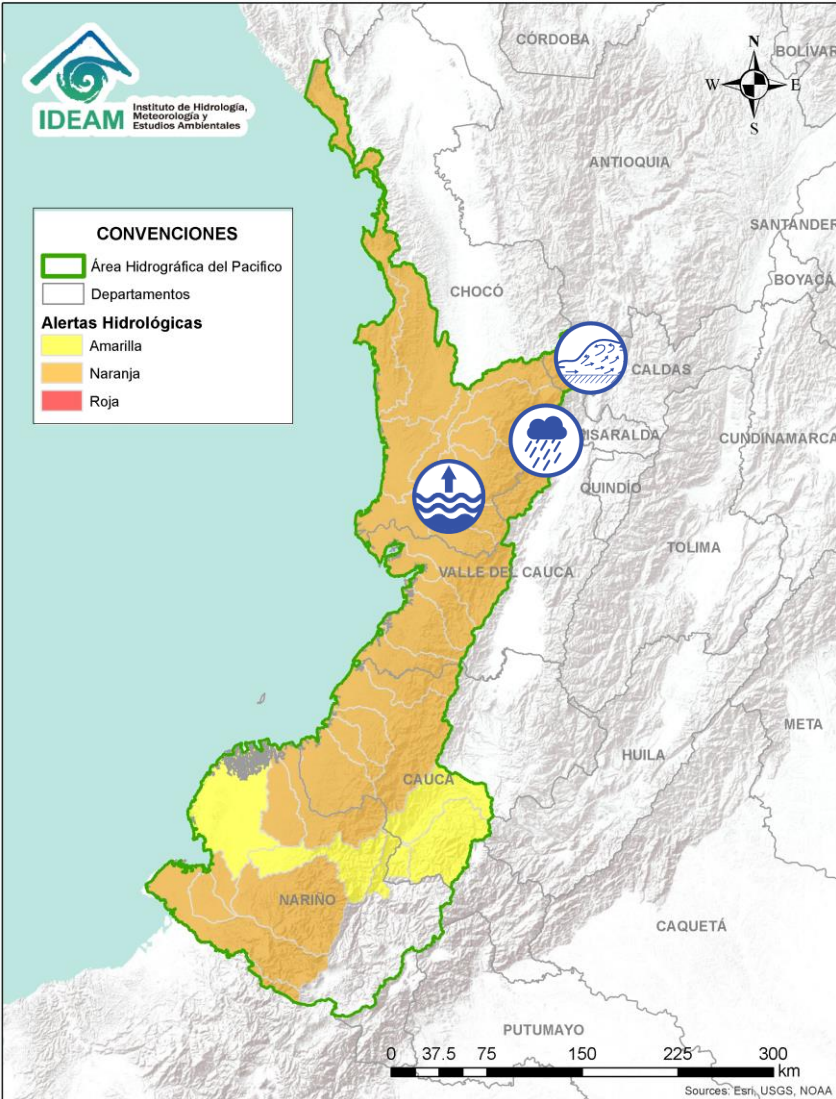 IDEAM
Instituto de Hidrología,
Meteorología y
Estudios Ambientales
CÓRDOBA
BOLÍVAR
N
W
E
S
ANTIOQUIA
SANTANDER
BOYACÁ
CONVENCIONES
Área Hidrográfica del Pacifico
Departamentos
Alertas Hidrológicas
Amarilla
Naranja
Roja
CHOCÓ
CALDAS
ISARALDA
CUNDINAMARCA
QUINDÍO
TOLIMA
VALLE DEL CAUCA
META
HUILA
CAUCA
NARIÑO
CAQUETÁ
PUTUMAYO
0 37.5 75 150 225 300
km
Sources: Esri, USGS, NOAA